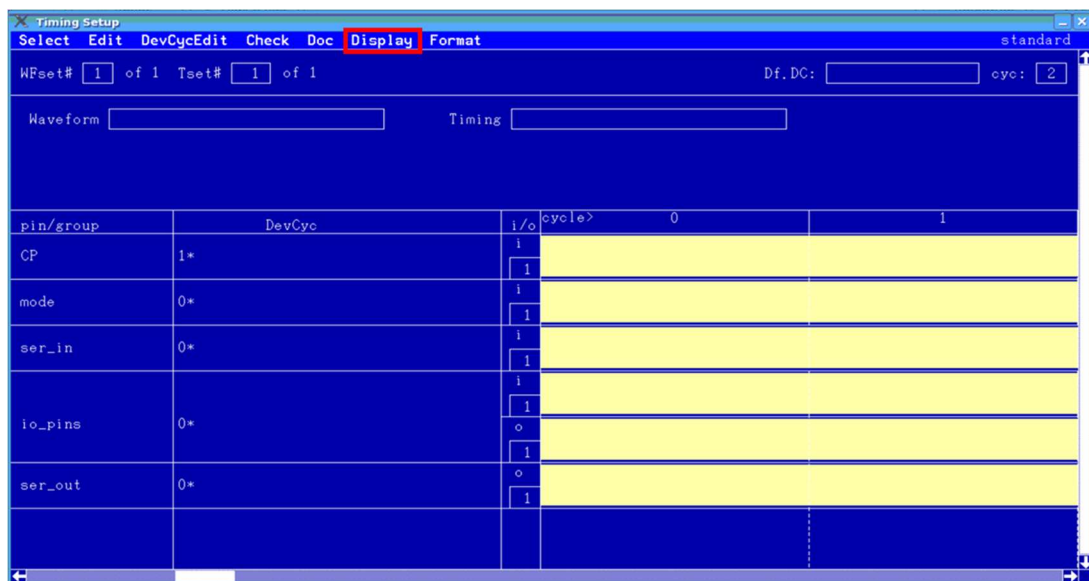 Timing Setup
Select Edit DevCycEdit Check Doc Display Format standard
WFset# 1 of 1 Tset# 1 of 1 Df.DC: cyc: 2
Waveform Timing
pin/group DevCyc i/o cycle> 0 1
CP 1* i 1
mode 0* i 1
ser_in 0* i 1
io_pins 0* i 1
o 1
ser_out 0* o 1